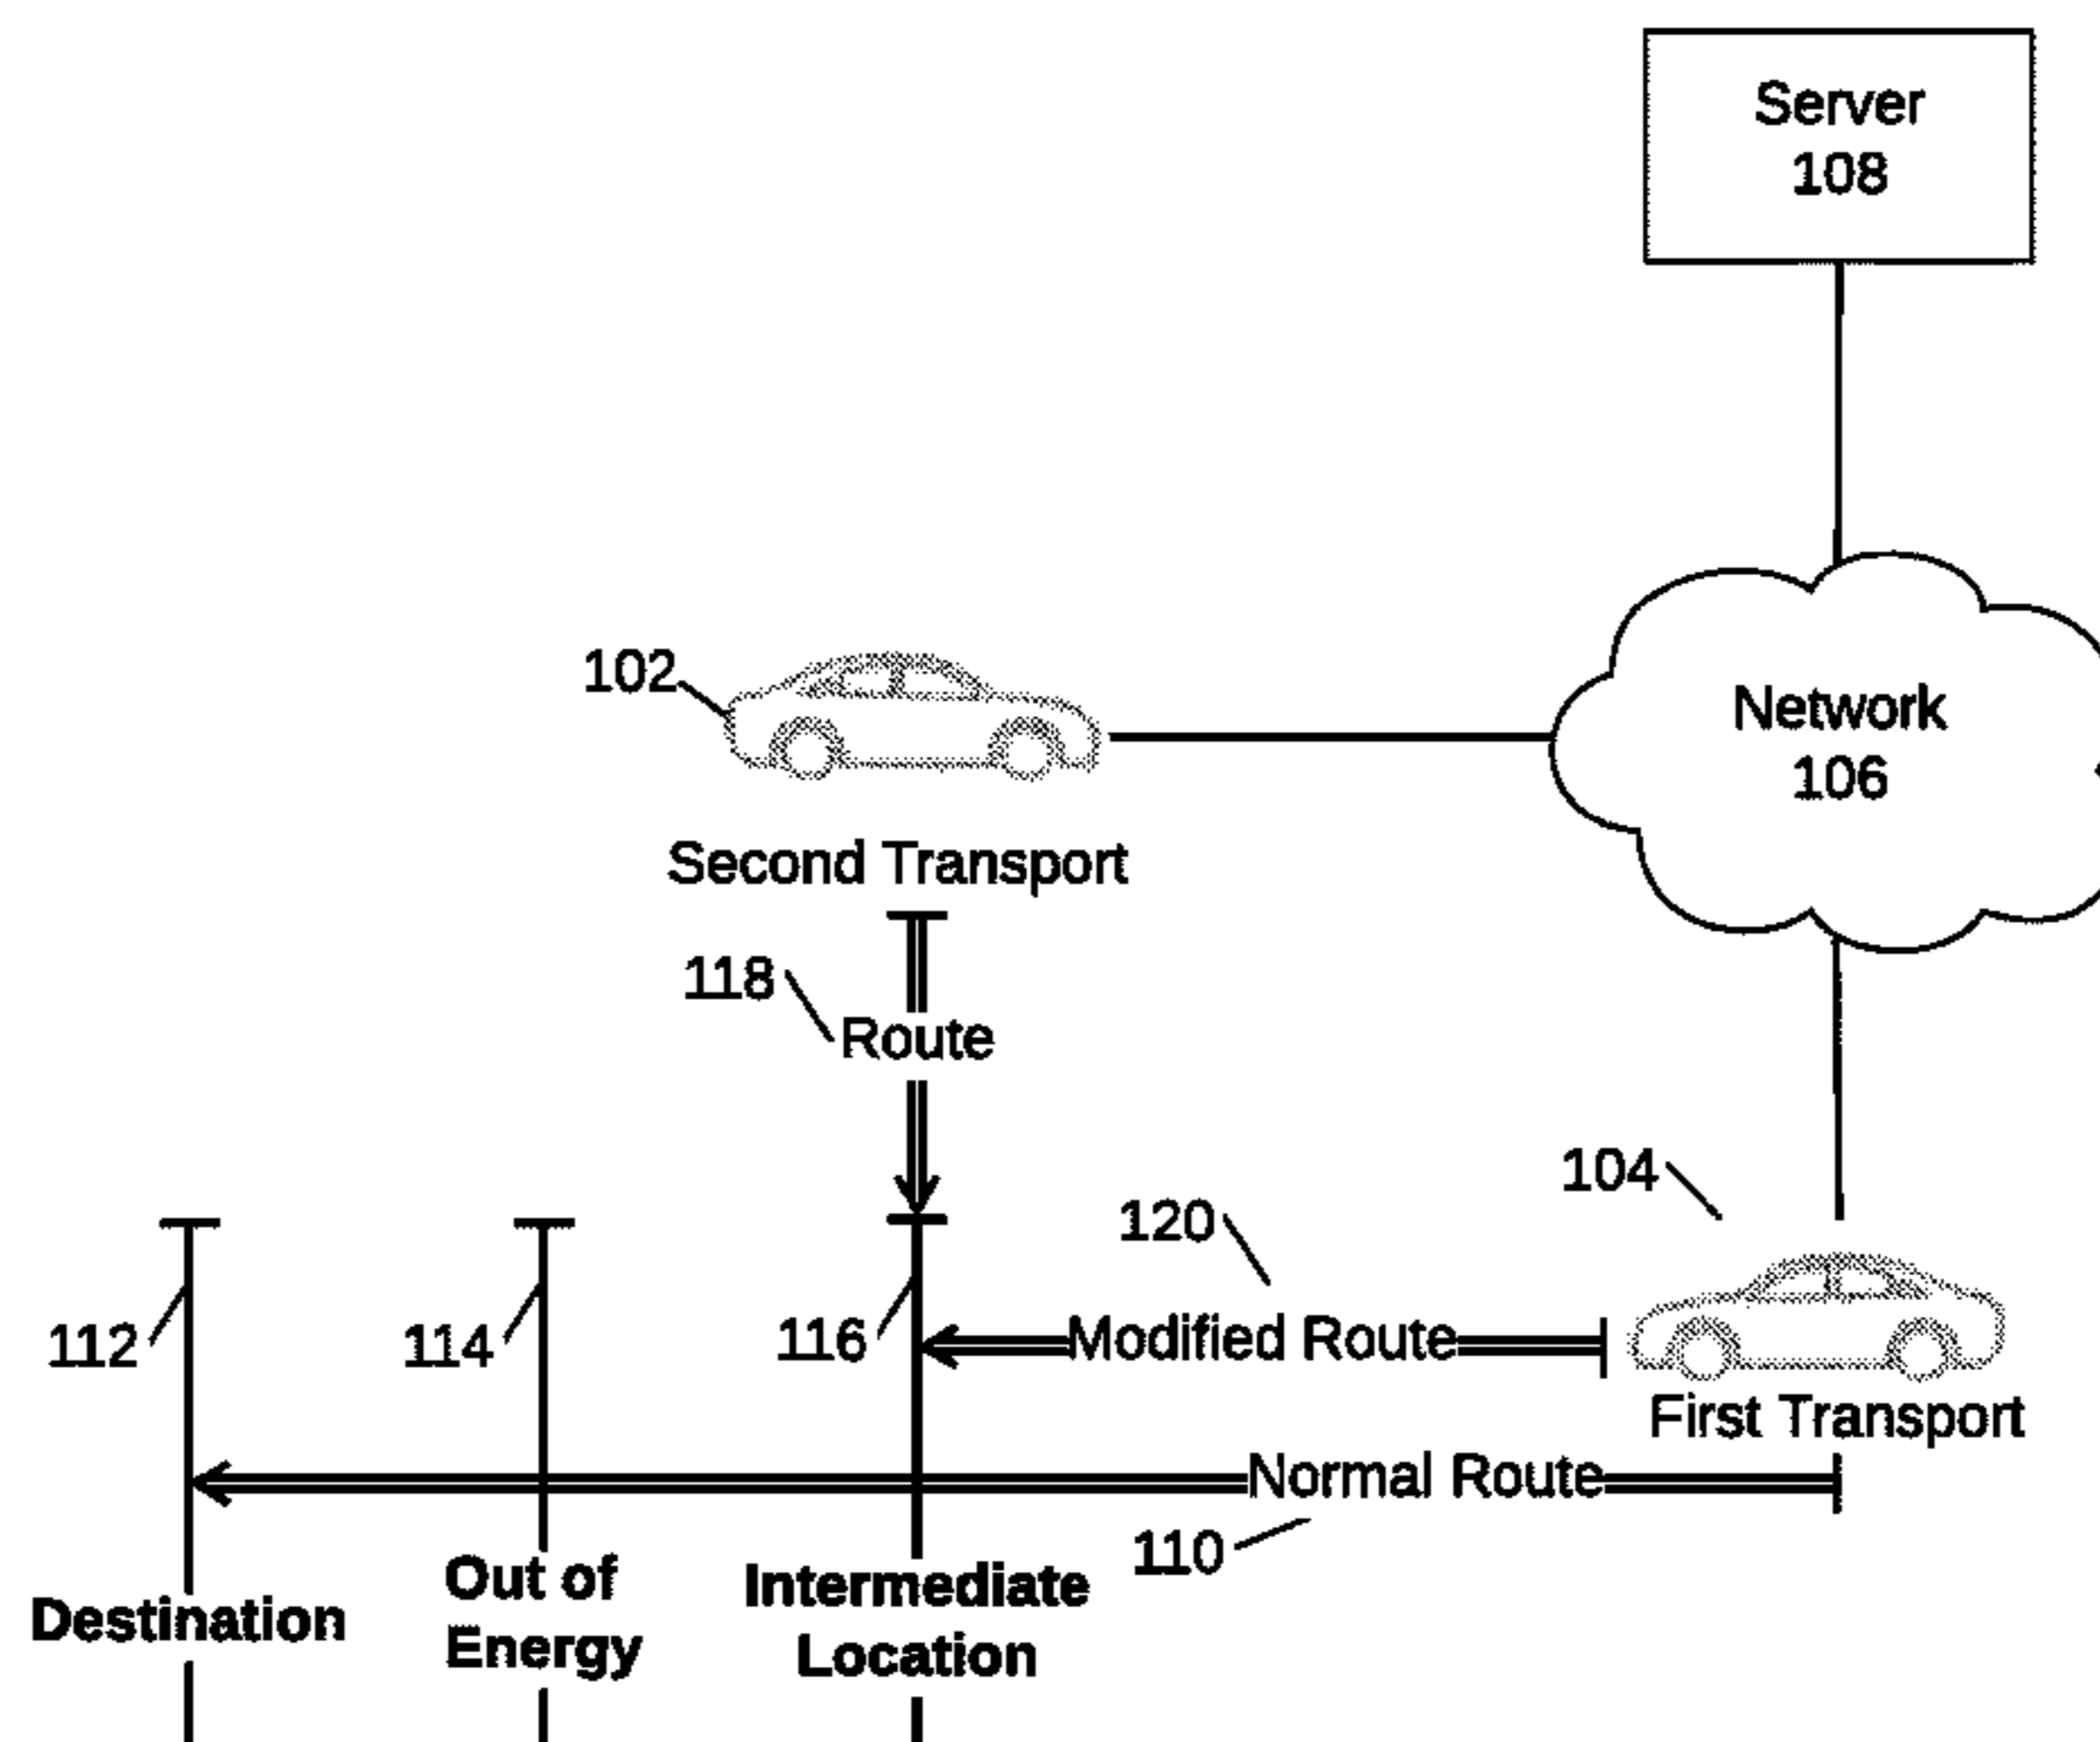 Server
108
102
Network
106
Second Transport
118
Route
104
120
112
114
116
Modified Route
First Transport
Normal Route
110
Out of
Energy
Destination
Intermediate
Location